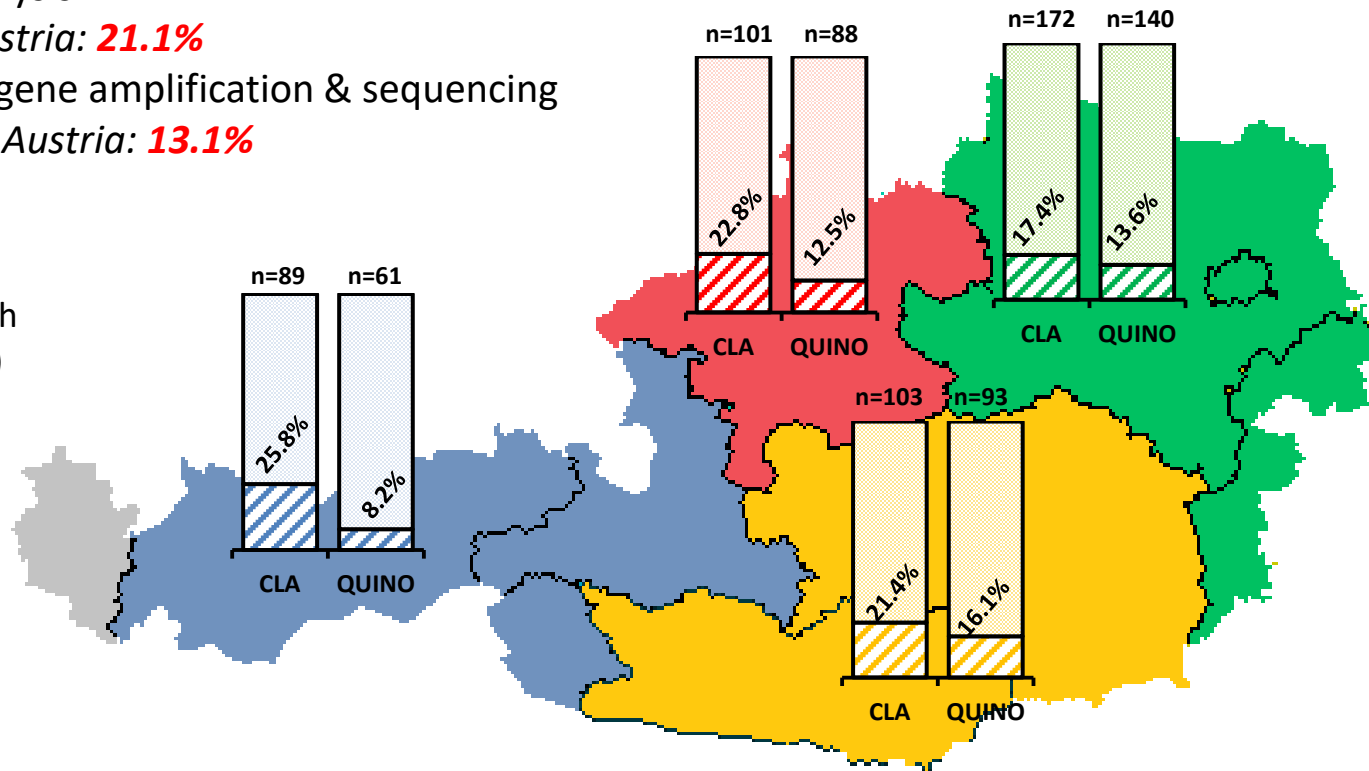 stria: 21.1%
gene amplification & sequencing
Austria: 13.1%
n=101 n=88
22.8% 12.5%
CLA QUINO
n=172 n=140
17.4% 13.6%
CLA QUINO
n=89 n=61
25.8% 8.2%
CLA QUINO
n=103 n=93
21.4% 16.1%
CLA QUINO